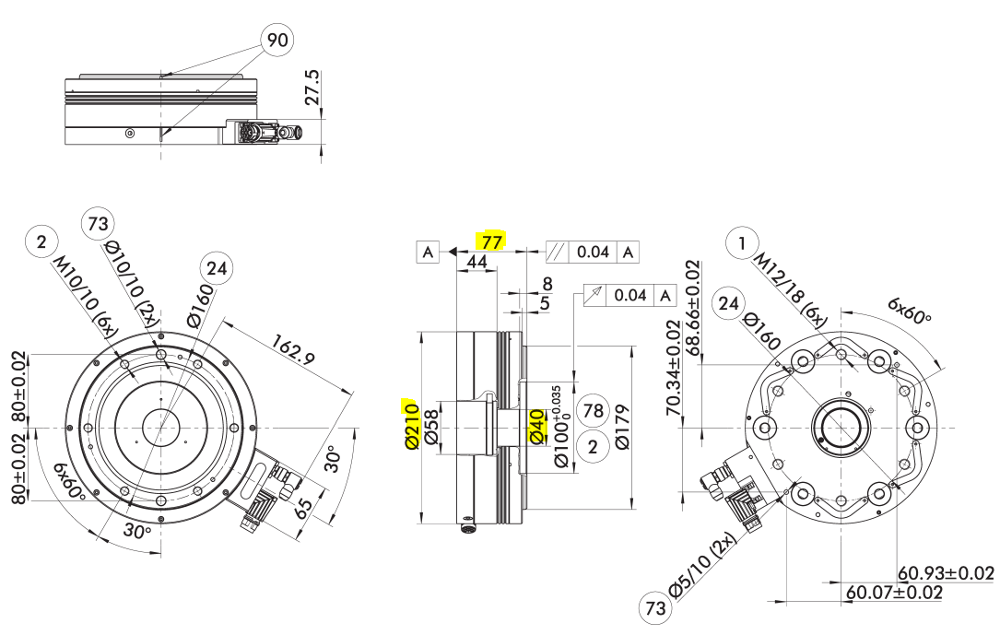 90
27.5
2
73
M10/10 (6x)
Ø10/10 (2x)
24
Ø160
162.9
80±0.02
80±0.02
6x60°
30°
30°
65
A
77
44
// 0.04 A
8
5
0.04 A
Ø210
Ø58
Ø40
Ø100 +0.035 0
78
2
Ø179
1
M12/18 (6x)
24
Ø160
6x60°
68.66±0.02
70.34±0.02
73
Ø5/10 (2x)
60.93±0.02
60.07±0.02